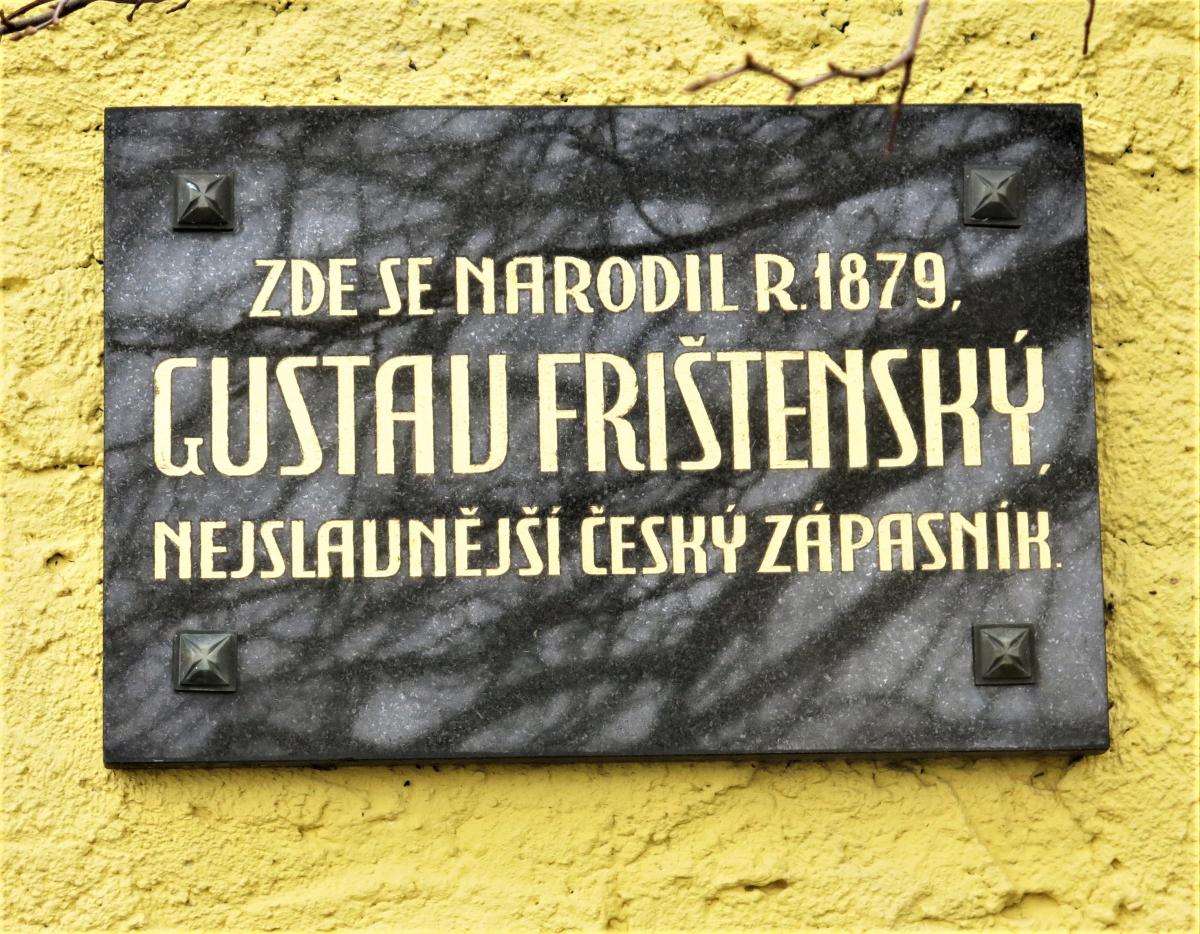 ZDE SE NARODIL R. 1879,
GUSTAV FRIŠTENSKÝ,
NEJSLAVNĚJŠÍ ČESKÝ ZÁPASNÍK.